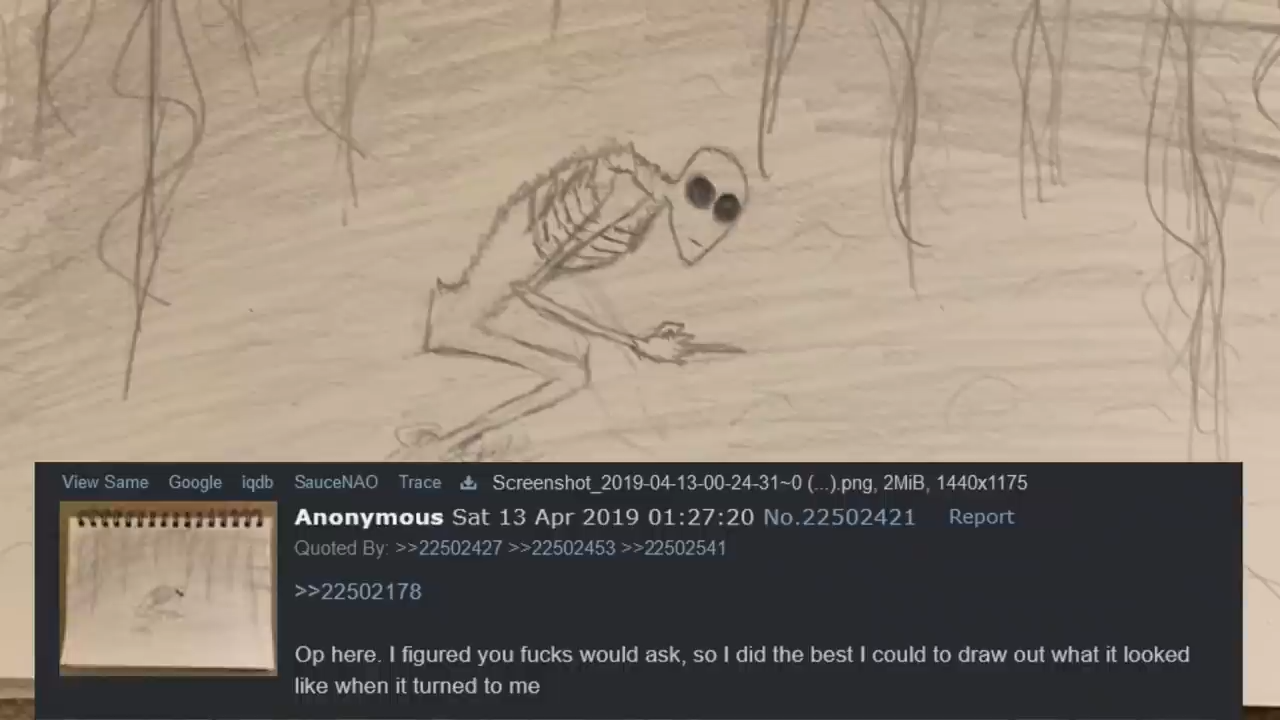 View Same Google iqdb SauceNAO Trace Screenshot_2019-04-13-00-24-31~0 (...).png, 2MiB, 1440x1175
Anonymous Sat 13 Apr 2019 01:27:20 No.22502421 Report
Quoted By: >>22502427 >>22502453 >>22502541
>>22502178
Op here. I figured you fucks would ask, so I did the best I could to draw out what it looked
like when it turned to me